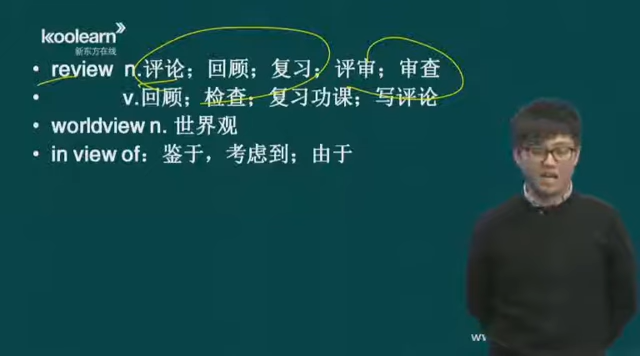 koolearn
新东方在线
• review n.评论；回顾；复习；评审；审查
• v.回顾；检查；复习功课；写评论
• worldview n. 世界观
• in view of：鉴于，考虑到；由于